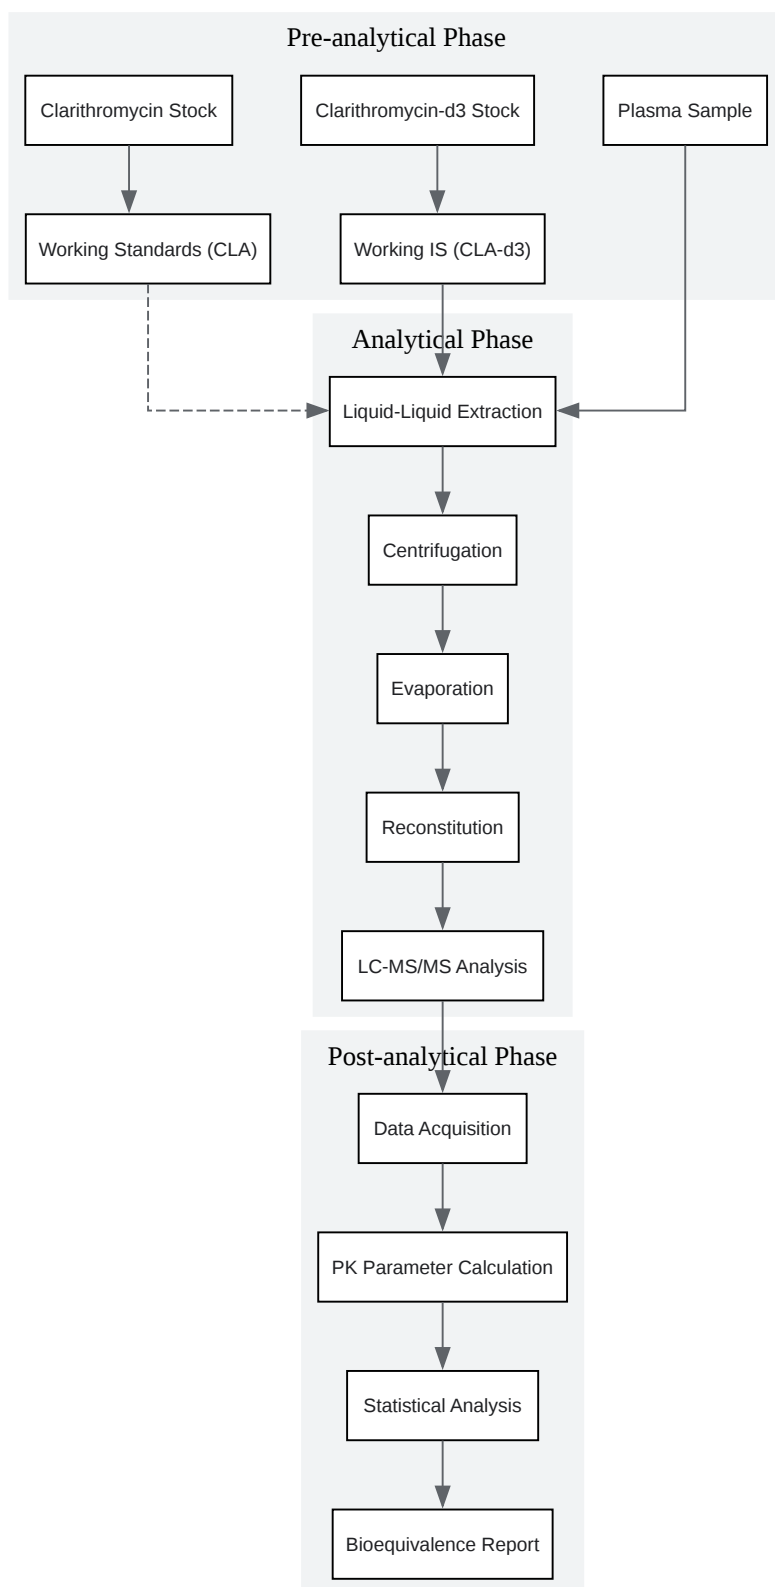 Pre-analytical Phase
Clarithromycin Stock
Clarithromycin-d3 Stock
Plasma Sample
Working Standards (CLA)
Working IS (CLA-d3)
Analytical Phase
Liquid-Liquid Extraction
Centrifugation
Evaporation
Reconstitution
LC-MS/MS Analysis
Post-analytical Phase
Data Acquisition
PK Parameter Calculation
Statistical Analysis
Bioequivalence Report